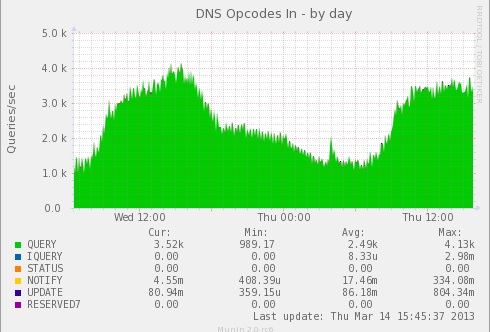 DNS Opcodes In - by day
RRDTOOL / TOBI OETIKER
Queries/sec
5.0 k
4.0 k
3.0 k
2.0 k
1.0 k
0.0
Wed 12:00 Thu 00:00 Thu 12:00
Cur: Min: Avg: Max:
QUERY 3.52k 989.17 2.49k 4.13k
IQUERY 0.00 0.00 8.33u 2.98m
STATUS 0.00 0.00 0.00 0.00
NOTIFY 4.55m 408.39u 17.46m 334.08m
UPDATE 80.94m 359.15u 86.18m 804.34m
RESERVED7 0.00 0.00 0.00 0.00
Last update: Thu Mar 14 15:45:37 2013
Munin 2.0-rc6